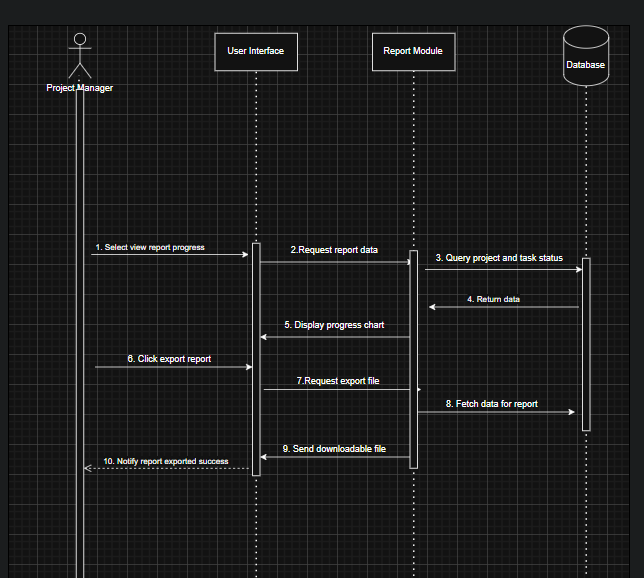 User Interface
Report Module
Database
Project Manager
1. Select view report progress
2.Request report data
3. Query project and task status
4. Return data
5. Display progress chart
6. Click export report
7.Request export file
8. Fetch data for report
9. Send downloadable file
10. Notify report exported success